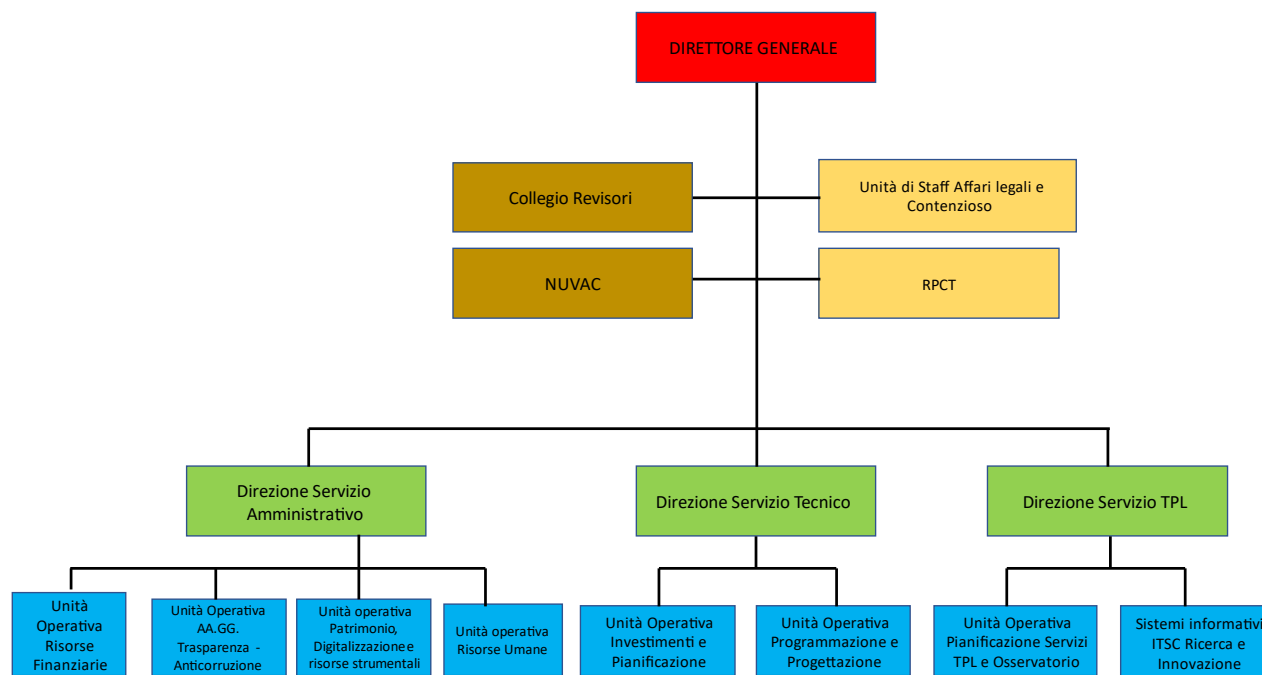 DIRETTORE GENERALE
Collegio Revisori
Unità di Staff Affari legali e
Contenzioso
NUVAC
RPCT
Direzione Servizio
Amministrativo
Direzione Servizio Tecnico
Direzione Servizio TPL
Unità
Operativa
Risorse
Finanziarie
Unità Operativa
AA.GG.
Trasparenza -
Anticorruzione
Unità operativa
Patrimonio,
Digitalizzazione e
risorse strumentali
Unità operativa
Risorse Umane
Unità Operativa
Investimenti e
Pianificazione
Unità Operativa
Programmazione e
Progettazione
Unità Operativa
Pianificazione Servizi
TPL e Osservatorio
Sistemi informativi
ITSC Ricerca e
Innovazione